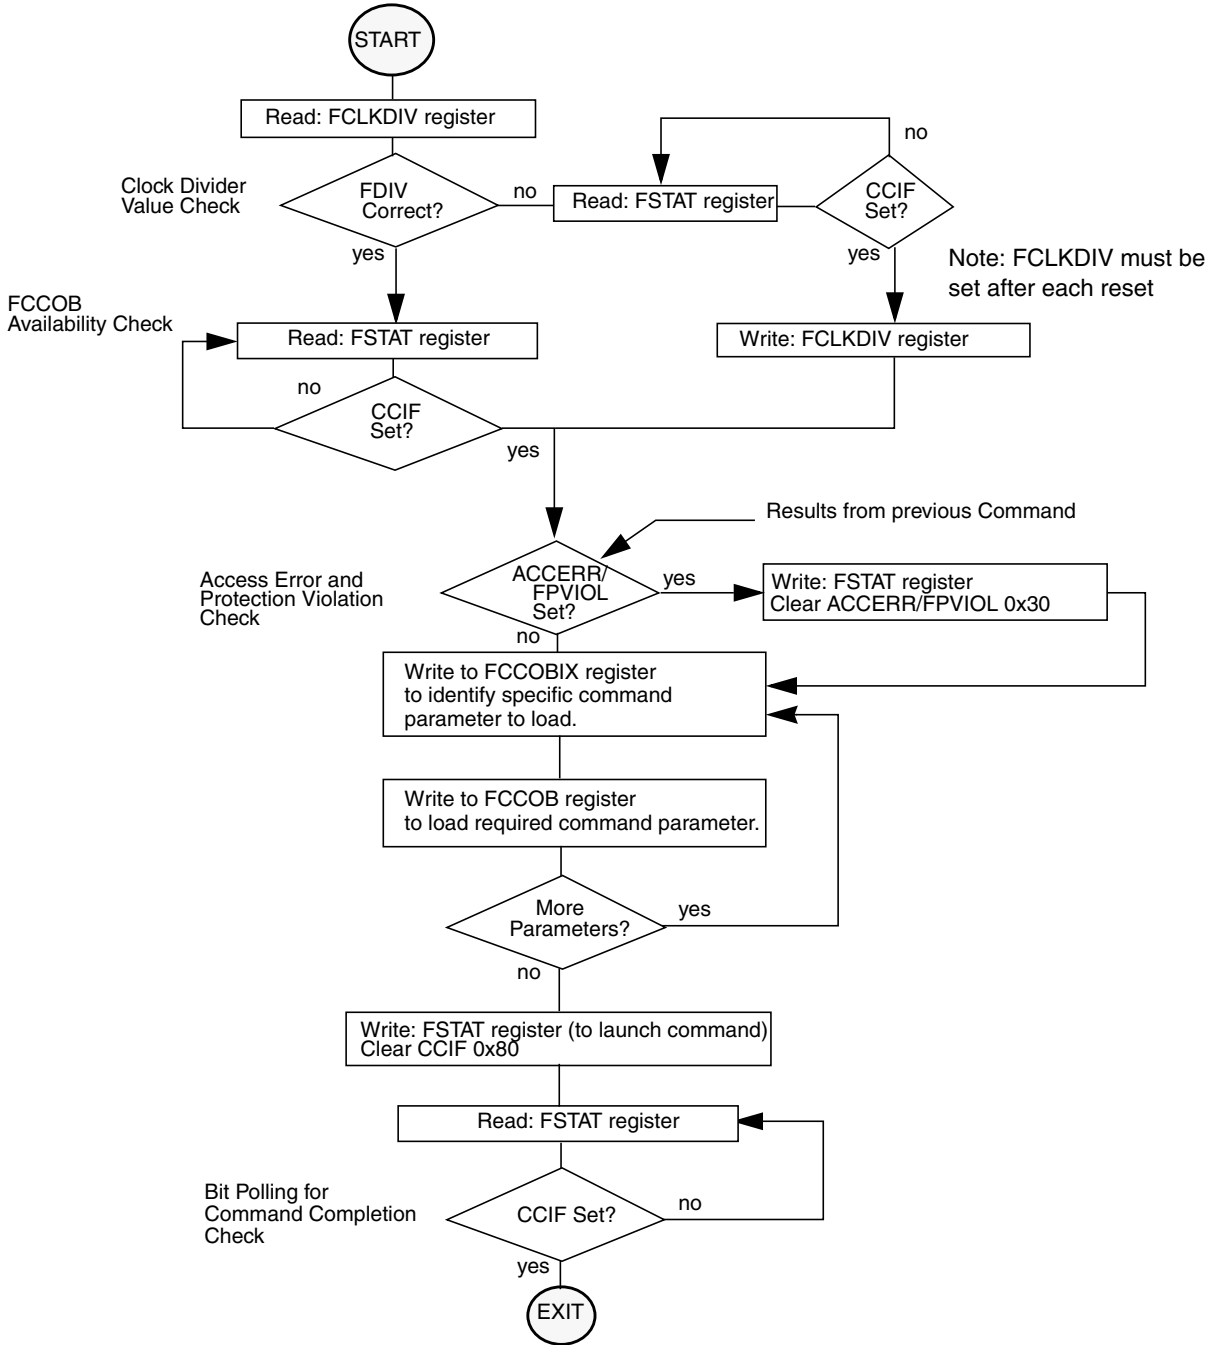 START
Read: FCLKDIV register
no
Clock Divider
Value Check
FDIV
Correct?
no
Read: FSTAT register
CCIF
Set?
yes
yes
Note: FCLKDIV must be
set after each reset
FCCOB
Availability Check
Read: FSTAT register
Write: FCLKDIV register
no
CCIF
Set?
yes
Results from previous Command
Access Error and
Protection Violation
Check
ACCERR/
FPVIOL
Set?
yes
Write: FSTAT register
Clear ACCERR/FPVIOL 0x30
no
Write to FCCOBIX register
to identify specific command
parameter to load.
Write to FCCOB register
to load required command parameter.
More
Parameters?
yes
no
Write: FSTAT register (to launch command)
Clear CCIF 0x80
Read: FSTAT register
Bit Polling for
Command Completion
Check
CCIF Set?
no
yes
EXIT